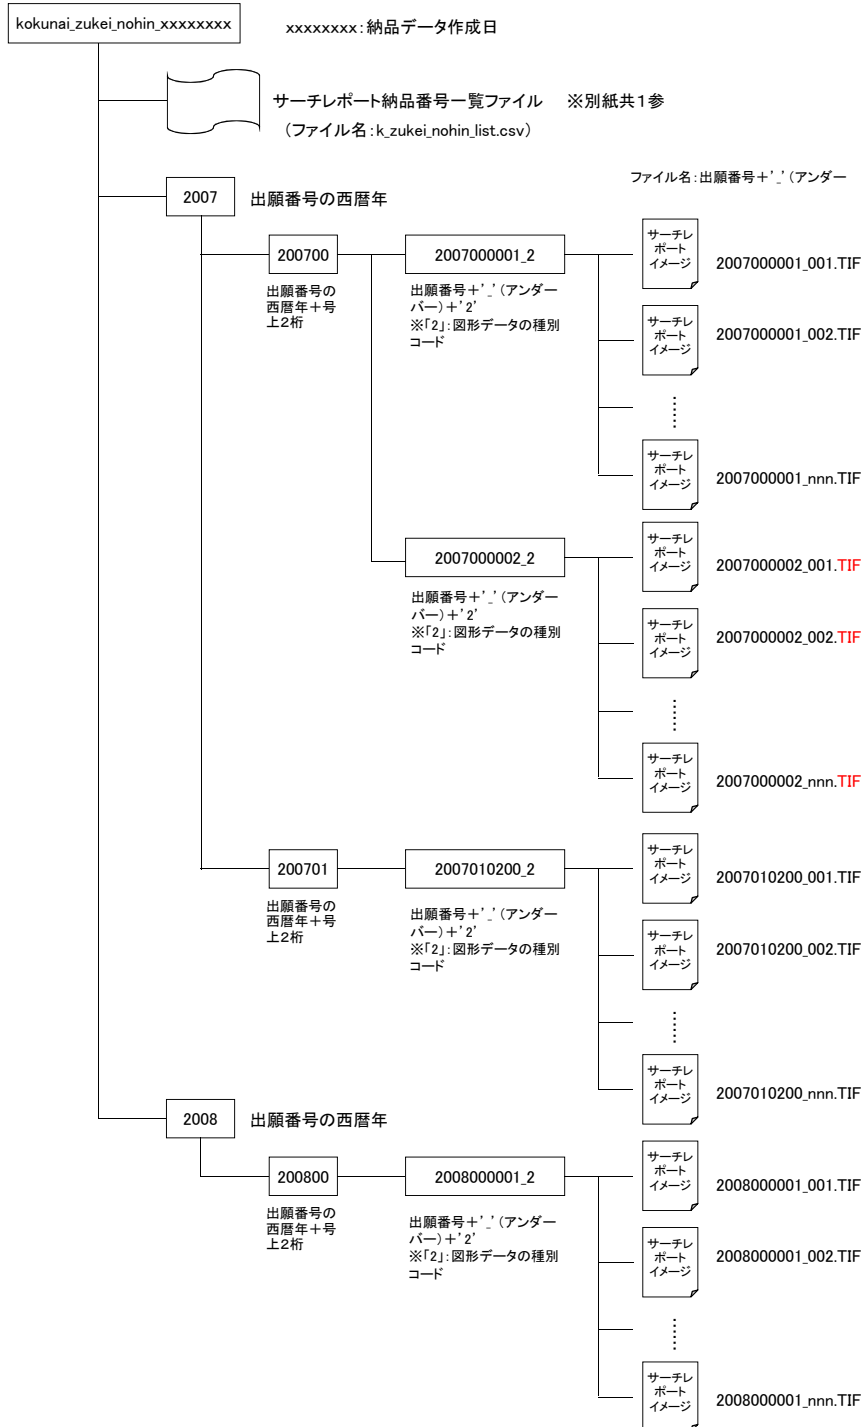 kokunai_zukei_nohin_xxxxxxxx
xxxxxxxx:納品データ作成日
サーチレポート納品番号一覧ファイル　※別紙共1参
(ファイル名:k_zukei_nohin_list.csv)
ファイル名:出願番号+'_'(アンダー
2007
出願番号の西暦年
200700
出願番号の
西暦年+号
上2桁
2007000001_2
出願番号+'_'(アンダー
バー)+'2'
※「2」:図形データの種別
コード
サーチレ
ポート
イメージ
2007000001_001.TIF
サーチレ
ポート
イメージ
2007000001_002.TIF
サーチレ
ポート
イメージ
2007000001_nnn.TIF
2007000002_2
出願番号+'_'(アンダー
バー)+'2'
※「2」:図形データの種別
コード
サーチレ
ポート
イメージ
2007000002_001.TIF
サーチレ
ポート
イメージ
2007000002_002.TIF
サーチレ
ポート
イメージ
2007000002_nnn.TIF
200701
出願番号の
西暦年+号
上2桁
2007010200_2
出願番号+'_'(アンダー
バー)+'2'
※「2」:図形データの種別
コード
サーチレ
ポート
イメージ
2007010200_001.TIF
サーチレ
ポート
イメージ
2007010200_002.TIF
サーチレ
ポート
イメージ
2007010200_nnn.TIF
2008
出願番号の西暦年
200800
出願番号の
西暦年+号
上2桁
2008000001_2
出願番号+'_'(アンダー
バー)+'2'
※「2」:図形データの種別
コード
サーチレ
ポート
イメージ
2008000001_001.TIF
サーチレ
ポート
イメージ
2008000001_002.TIF
サーチレ
ポート
イメージ
2008000001_nnn.TIF